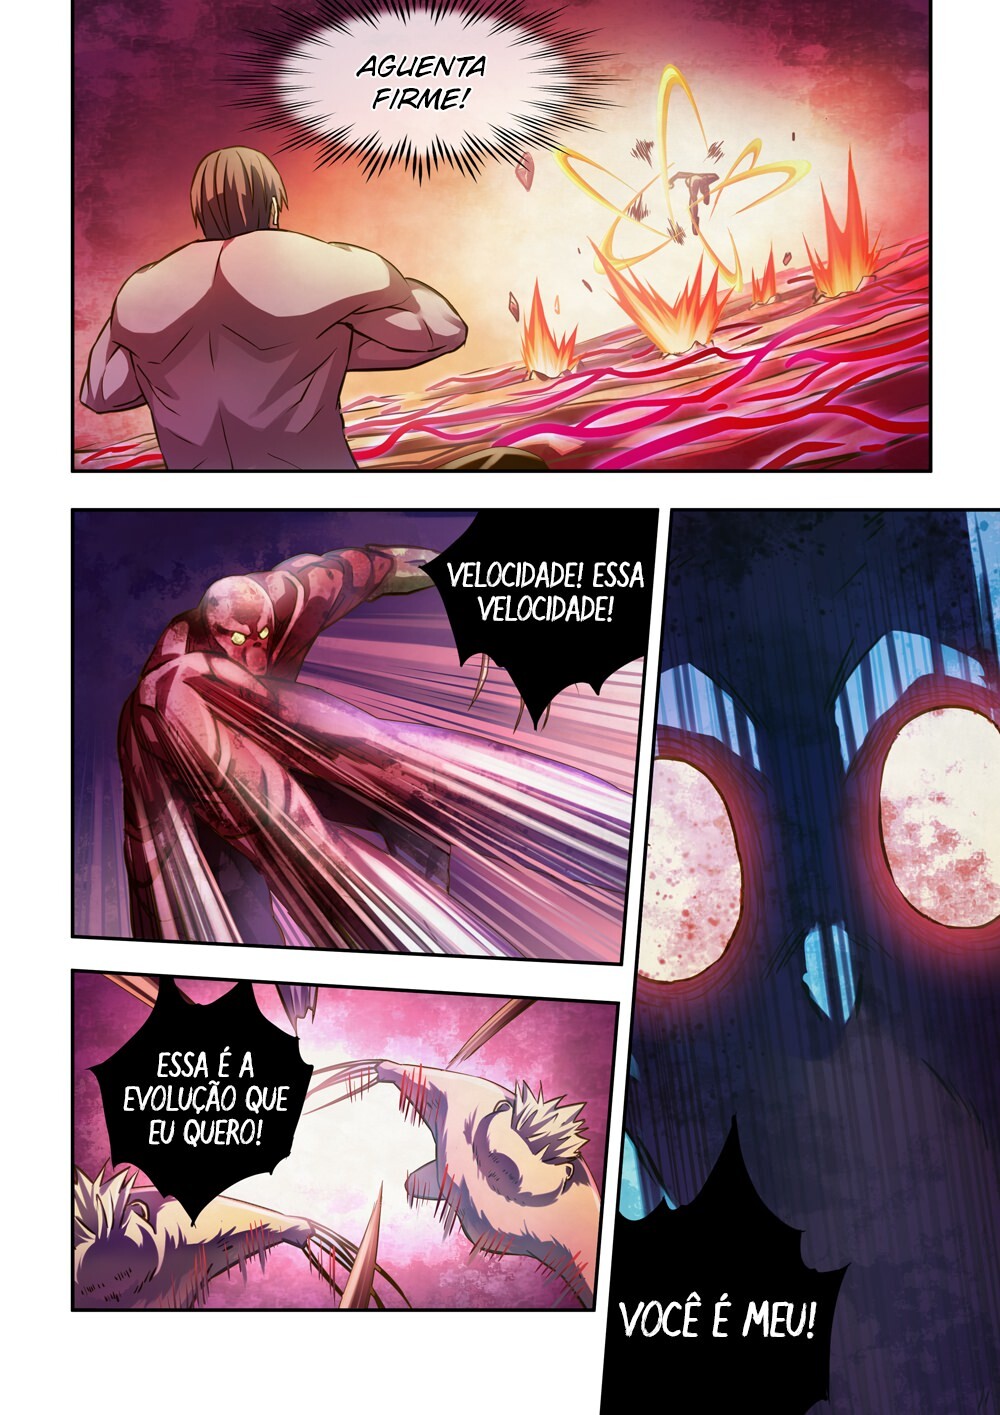 AGUENTA
FIRME!
VELOCIDADE! ESSA
VELOCIDADE!
ESSA É A
EVOLUÇÃO QUE
EU QUERO!
VOCÊ É MEU!